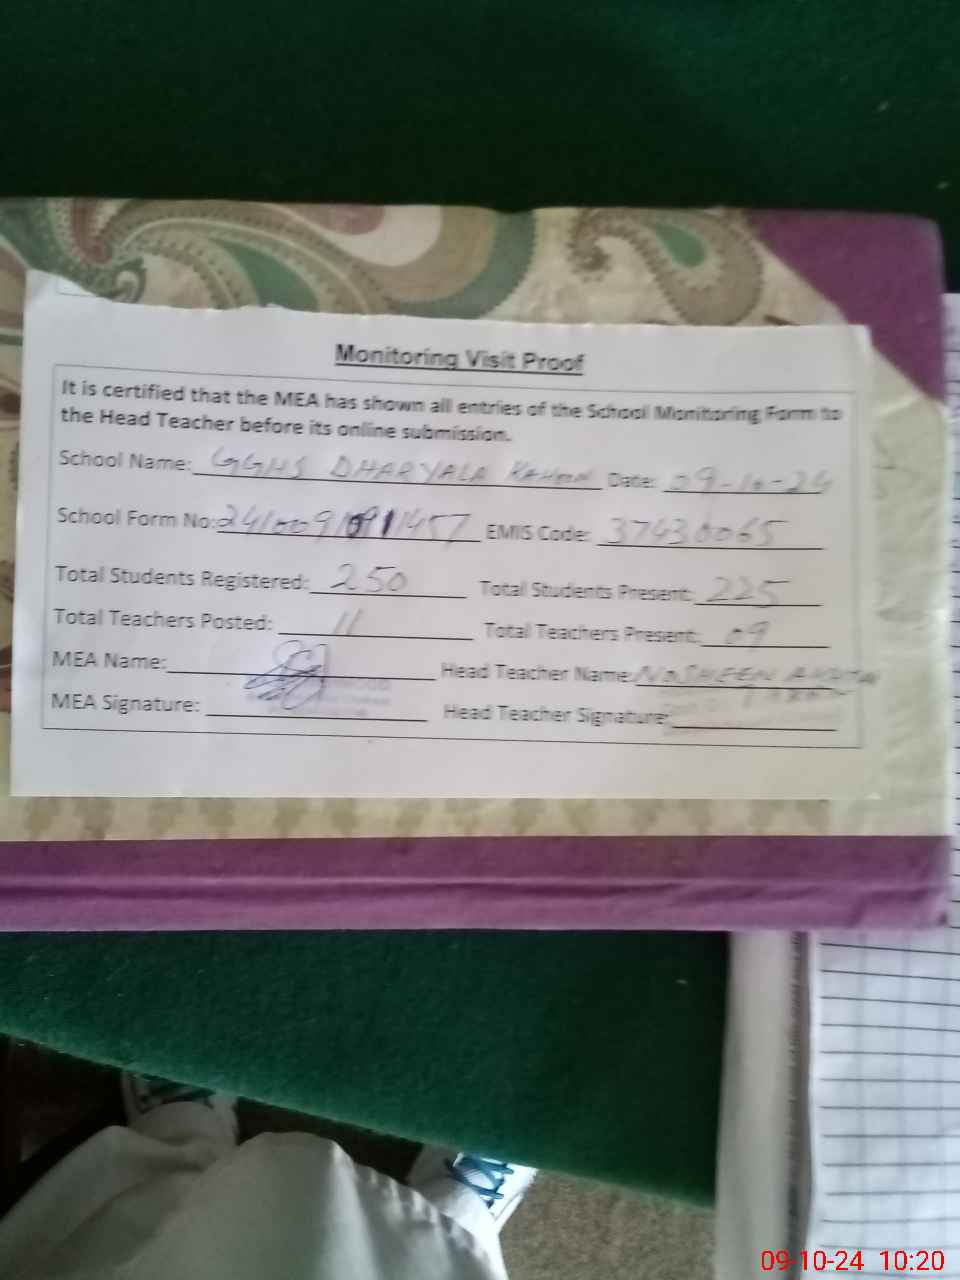 Monitoring Visit Proof
It is certified that the MEA has shown all entries of the School Monitoring Form to
the Head Teacher before its online submission.
School Name: GGHS DHARYALA KAHOON Date: 09-10-24
School Form No: EMIS Code: 37430065
Total Students Registered: 250 Total Students Present: 225
Total Teachers Posted: 11 Total Teachers Present: 09
MEA Name: Head Teacher Name: NOSHEEN
MEA Signature: Head Teacher Signature:
09-10-24 10:20